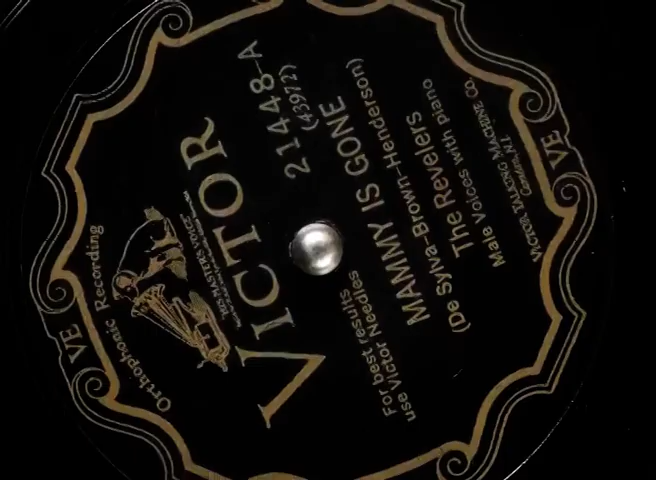 Orthophonic Recording
VE
"HIS MASTER'S VOICE"
VICTOR
21448-A
(43972)
For best results
use Victor Needles
MAMMY IS GONE
(De Sylva-Brown-Henderson)
The Revelers
Male Voices with piano
VICTOR TALKING MACHINE CO.
Camden, N.J.
VE